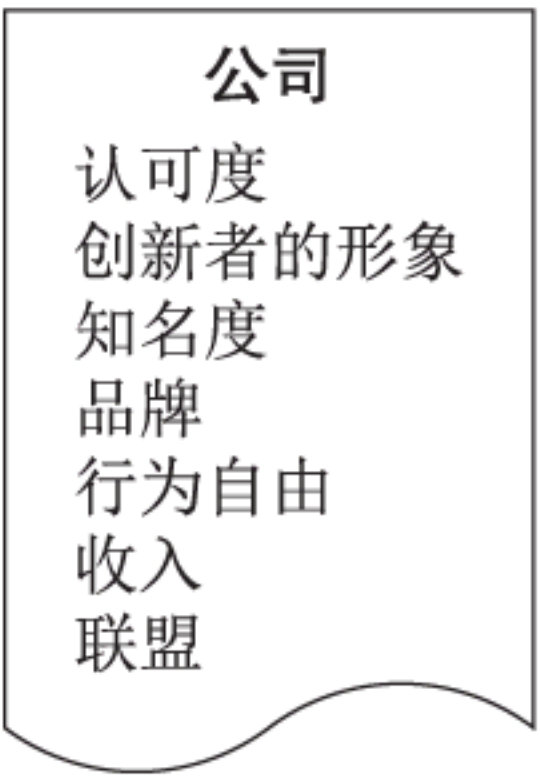 公司
认可度
创新者的形象
知名度
品牌
行为自由
收入
联盟